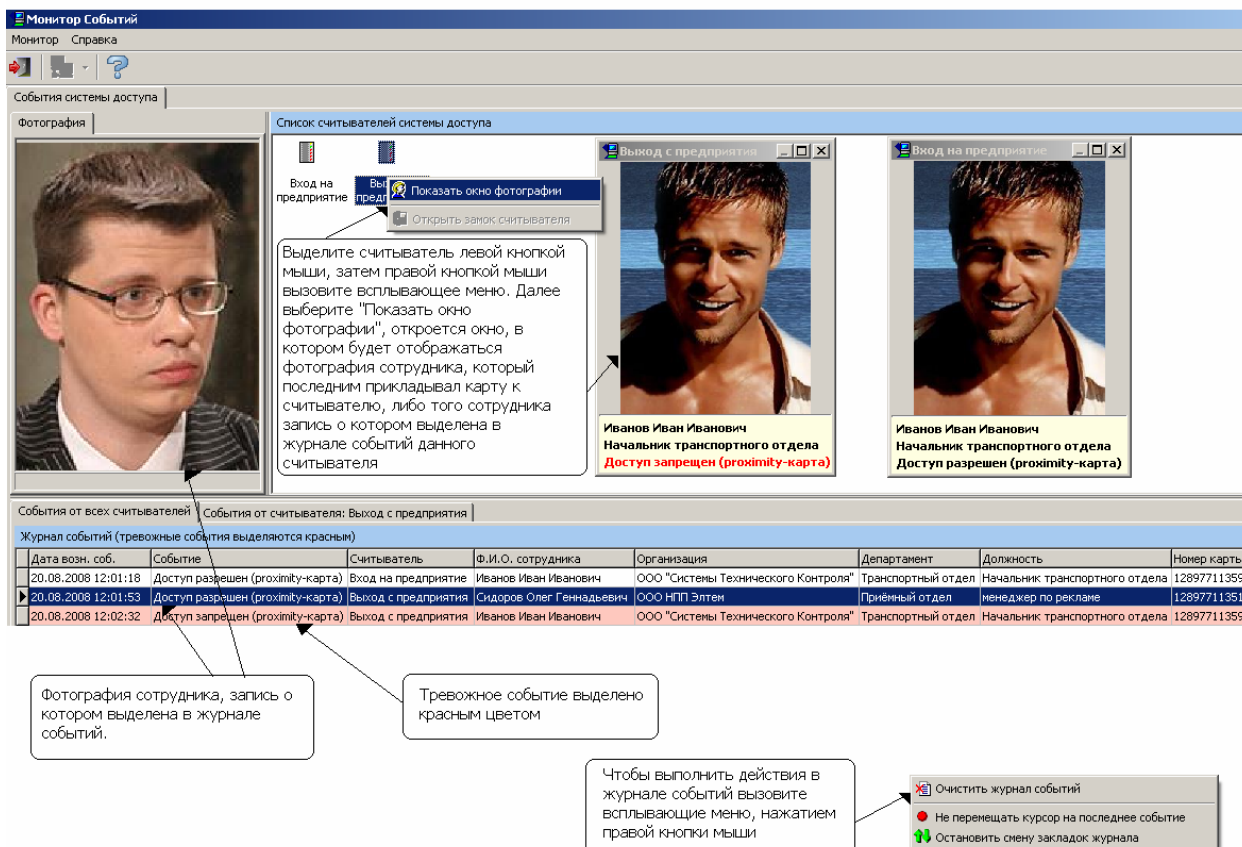 Монитор Событий
Монитор Справка
События системы доступа
Фотография
Список считывателей системы доступа
Вход на
предприятие
Показать окно фотографии
Открыть замок считывателя
Выделите считыватель левой кнопкой
мыши, затем правой кнопкой мыши
вызовите всплывающее меню. Далее
выберите "Показать окно
фотографии", откроется окно, в
котором будет отображаться
фотография сотрудника, который
последним прикладывал карту к
считывателю, либо того сотрудника
запись о котором выделена в
журнале событий данного
считывателя
Выход с предприятия
Иванов Иван Иванович
Начальник транспортного отдела
Доступ запрещен (proximity-карта)
Вход на предприятие
Иванов Иван Иванович
Начальник транспортного отдела
Доступ разрешен (proximity-карта)
События от всех считывателей События от считывателя: Выход с предприятия
Журнал событий (тревожные события выделяются красным)
Дата возн. соб. Событие Считыватель Ф.И.О. сотрудника Организация Департамент Должность Номер карты
20.08.2008 12:01:18 Доступ разрешен (proximity-карта) Вход на предприятие Иванов Иван Иванович ООО "Системы Технического Контроля" Транспортный отдел Начальник транспортного отдела 12897711359
20.08.2008 12:01:53 Доступ разрешен (proximity-карта) Выход с предприятия Сидоров Олег Геннадьевич ООО НПП Элтем Приёмный отдел менеджер по рекламе 12897711351
20.08.2008 12:02:32 Доступ запрещен (proximity-карта) Выход с предприятия Иванов Иван Иванович ООО "Системы Технического Контроля" Транспортный отдел Начальник транспортного отдела 12897711359
Фотография сотрудника, запись о
котором выделена в журнале
событий.
Тревожное событие выделено
красным цветом
Чтобы выполнить действия в
журнале событий вызовите
всплывающие меню, нажатием
правой кнопки мыши
Очистить журнал событий
Не перемещать курсор на последнее событие
Остановить смену закладок журнала